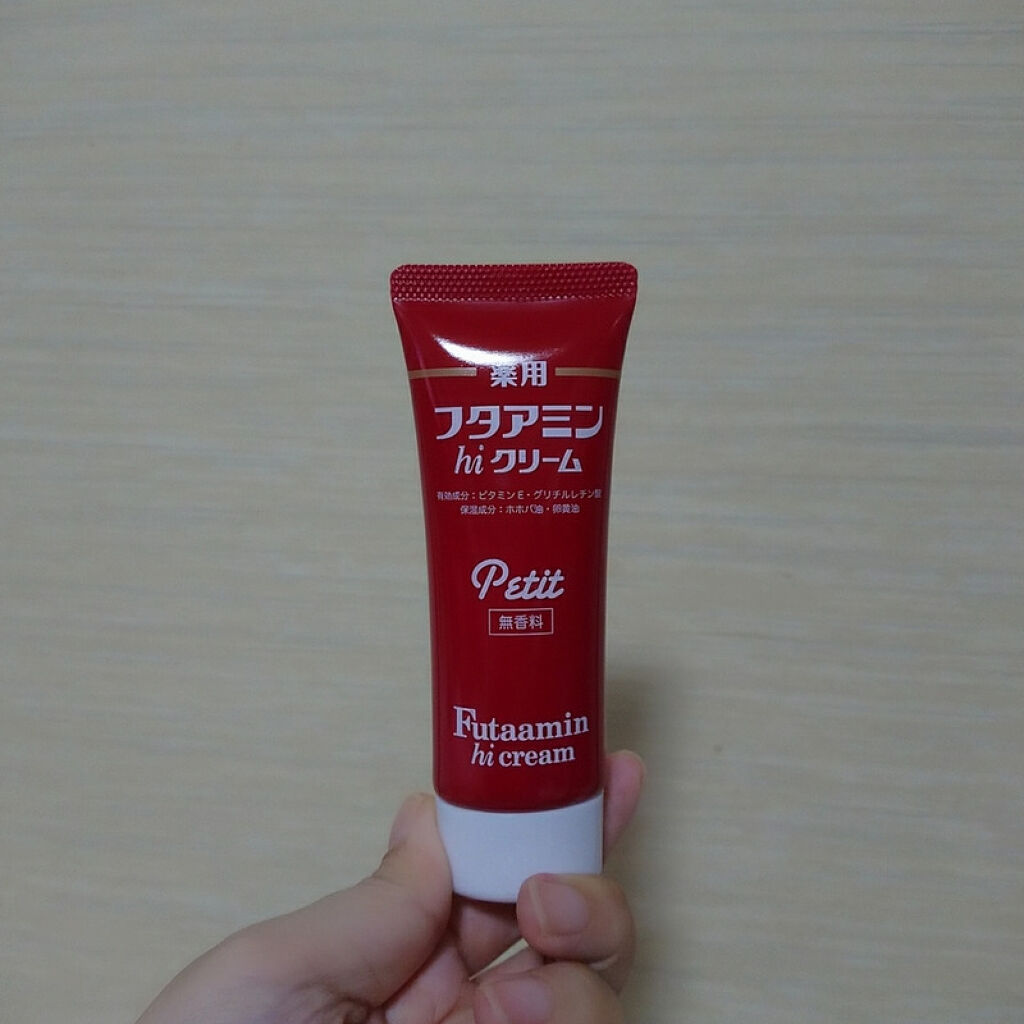 薬用
フタアミン
hi クリーム
有効成分：ビタミンE・グリチルレチン酸
保湿成分：ホホバ油・卵黄油
Petit
無香料
Futaamin
hi cream